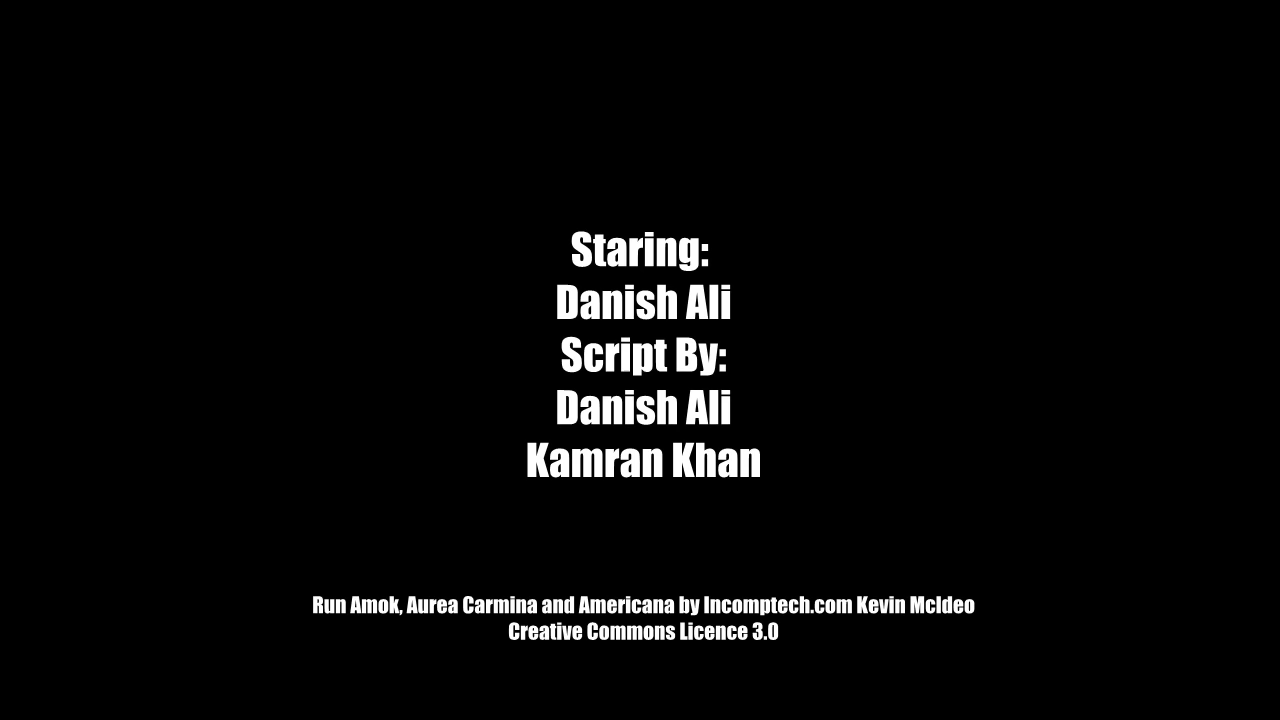 Staring:
Danish Ali
Script By:
Danish Ali
Kamran Khan
Run Amok, Aurea Carmina and Americana by Incomptech.com Kevin McIdeo
Creative Commons Licence 3.0